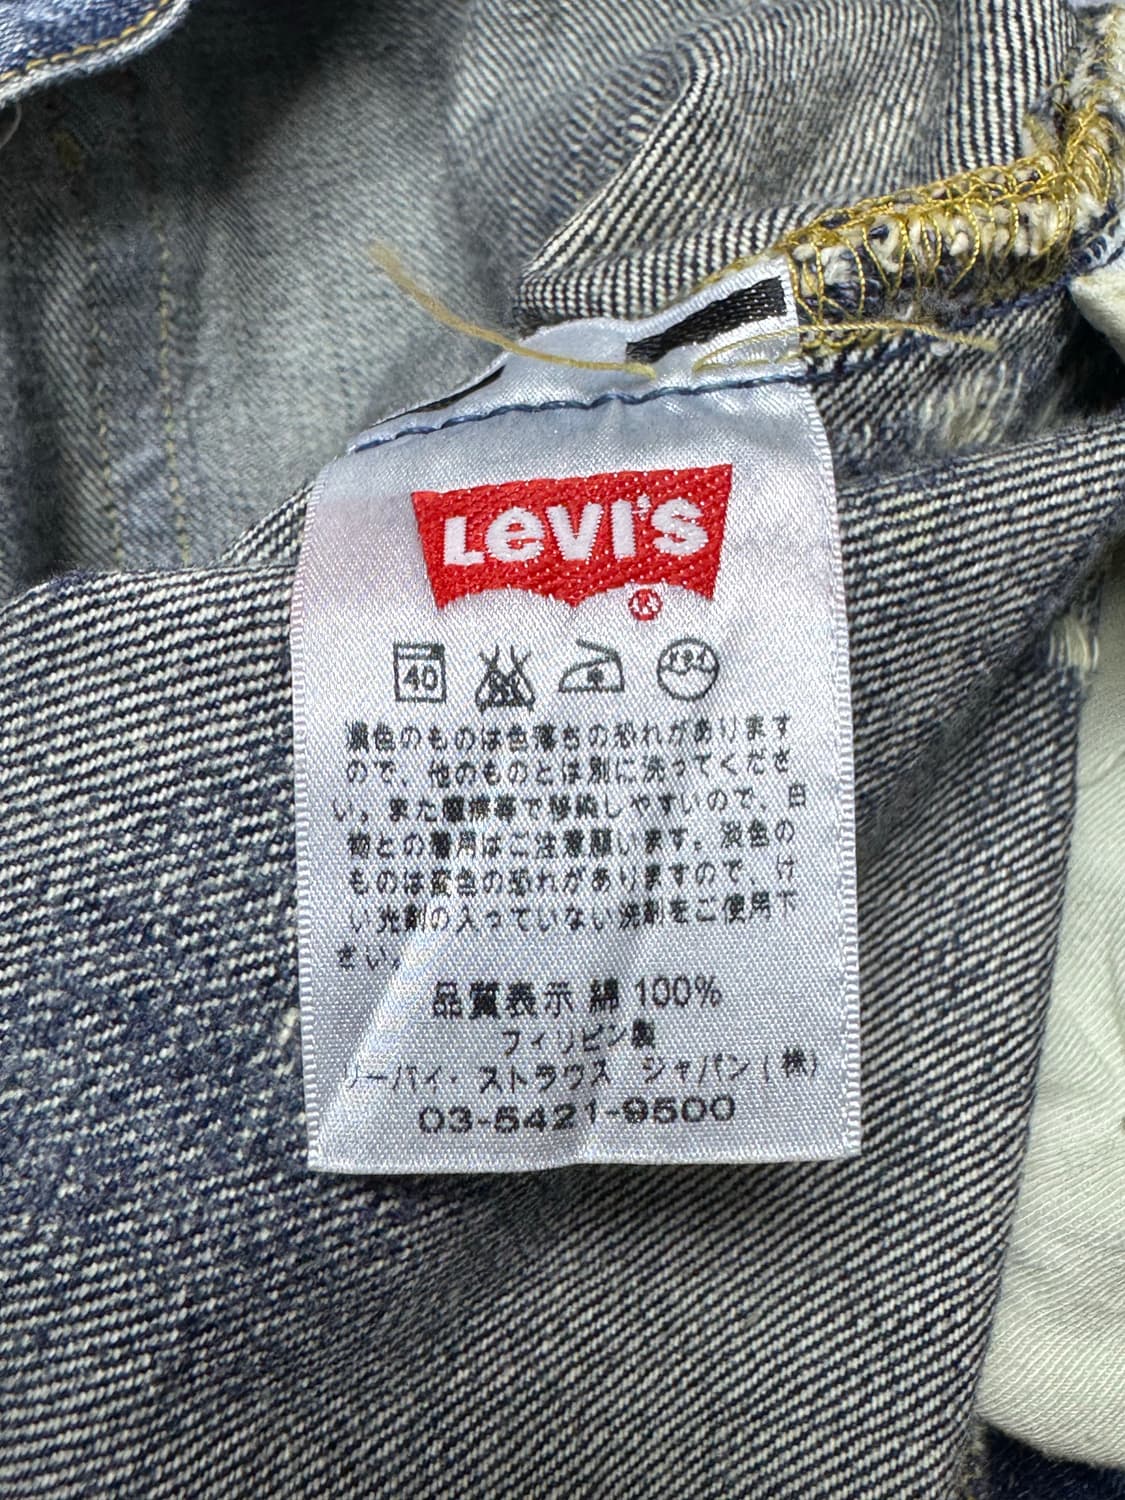 LEVI'S
®
40
濃色のものは色落ちの恐れがあります
ので、他のものとは別に洗ってくださ
い。また摩擦等で移染しやすいので、白
物との着用はご注意願います。淡色の
ものは変色の恐れがありますので、け
い光剤の入っていない洗剤をご使用下
さい。
品質表示 綿 100%
フィリピン製
リーバイ・ストラウス ジャパン(株)
03-5421-9500